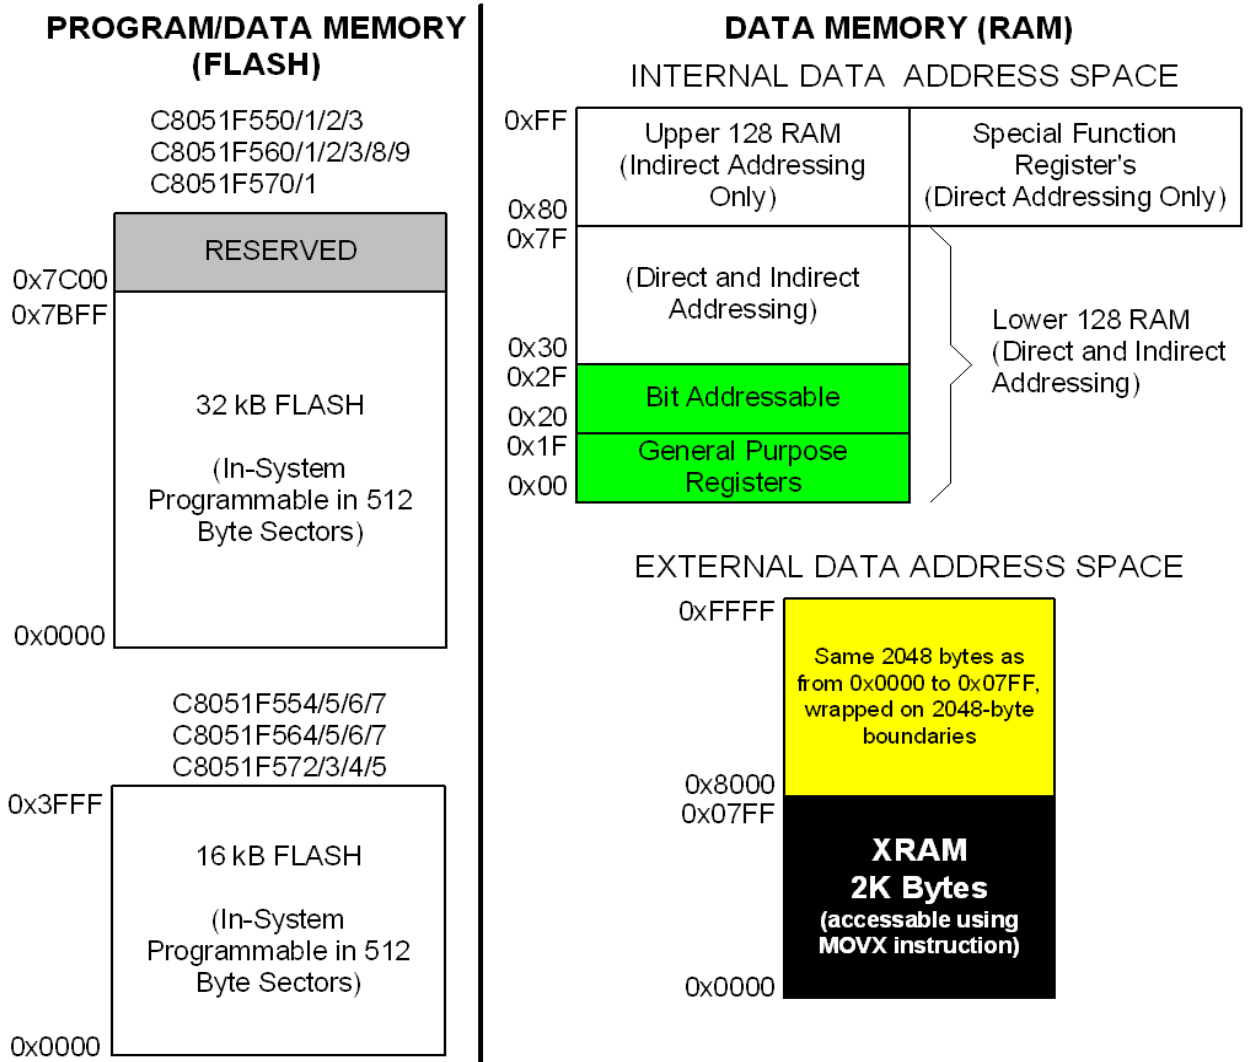 PROGRAM/DATA MEMORY
(FLASH)
C8051F550/1/2/3
C8051F560/1/2/3/8/9
C8051F570/1
RESERVED
0x7C00
0x7BFF
32 kB FLASH
(In-System
Programmable in 512
Byte Sectors)
0x0000
C8051F554/5/6/7
C8051F564/5/6/7
C8051F572/3/4/5
0x3FFF
16 kB FLASH
(In-System
Programmable in 512
Byte Sectors)
0x0000
DATA MEMORY (RAM)
INTERNAL DATA ADDRESS SPACE
0xFF
Upper 128 RAM
(Indirect Addressing
Only)
0x80
Special Function
Register's
(Direct Addressing Only)
0x7F
(Direct and Indirect
Addressing)
0x30
0x2F
Bit Addressable
0x20
0x1F
General Purpose
Registers
0x00
Lower 128 RAM
(Direct and Indirect
Addressing)
EXTERNAL DATA ADDRESS SPACE
0xFFFF
Same 2048 bytes as
from 0x0000 to 0x07FF,
wrapped on 2048-byte
boundaries
0x8000
0x07FF
XRAM
2K Bytes
(accessable using
MOVX instruction)
0x0000